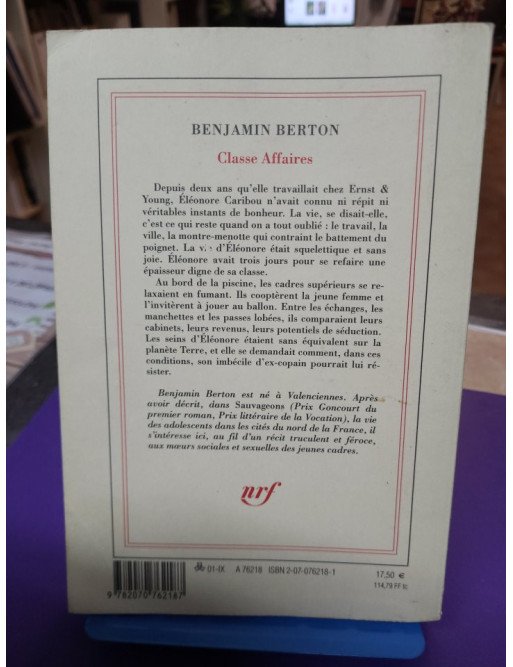 BENJAMIN BERTON
Classe Affaires
Depuis deux ans qu'elle travaillait chez Ernst &
Young, Éléonore Caribou n'avait connu ni répit ni
véritables instants de bonheur. La vie, se disait-elle,
c'est ce qui reste quand on a tout oublié : le travail, la
ville, la montre-menotte qui contraint le battement du
poignet. La d'Éléonore était squelettique et sans
joie. Éléonore avait trois jours pour se refaire une
épaisseur digne de sa classe.
Au bord de la piscine, les cadres supérieurs se re-
laxaient en fumant. Ils cooptèrent la jeune femme et
l'invitèrent à jouer au ballon. Entre les échanges, les
manchettes et les passes lobées, ils comparaient leurs
cabinets, leurs revenus, leurs potentiels de séduction.
Les seins d'Éléonore étaient sans équivalent sur la
planète Terre, et elle se demandait comment, dans ces
conditions, son imbécile d'ex-copain pourrait lui ré-
sister.
Benjamin Berton est né à Valenciennes. Après
avoir décrit, dans Sauvageons (Prix Goncourt du
premier roman, Prix littéraire de la Vocation), la vie
des adolescents dans les cités du nord de la France, il
s'intéresse ici, au fil d'un récit truculent et féroce,
aux mœurs sociales et sexuelles des jeunes cadres.
nrf
01-IX A 76218 ISBN 2-07-076218-1
17,50 €
114,79 FF tc
9 782070 762187